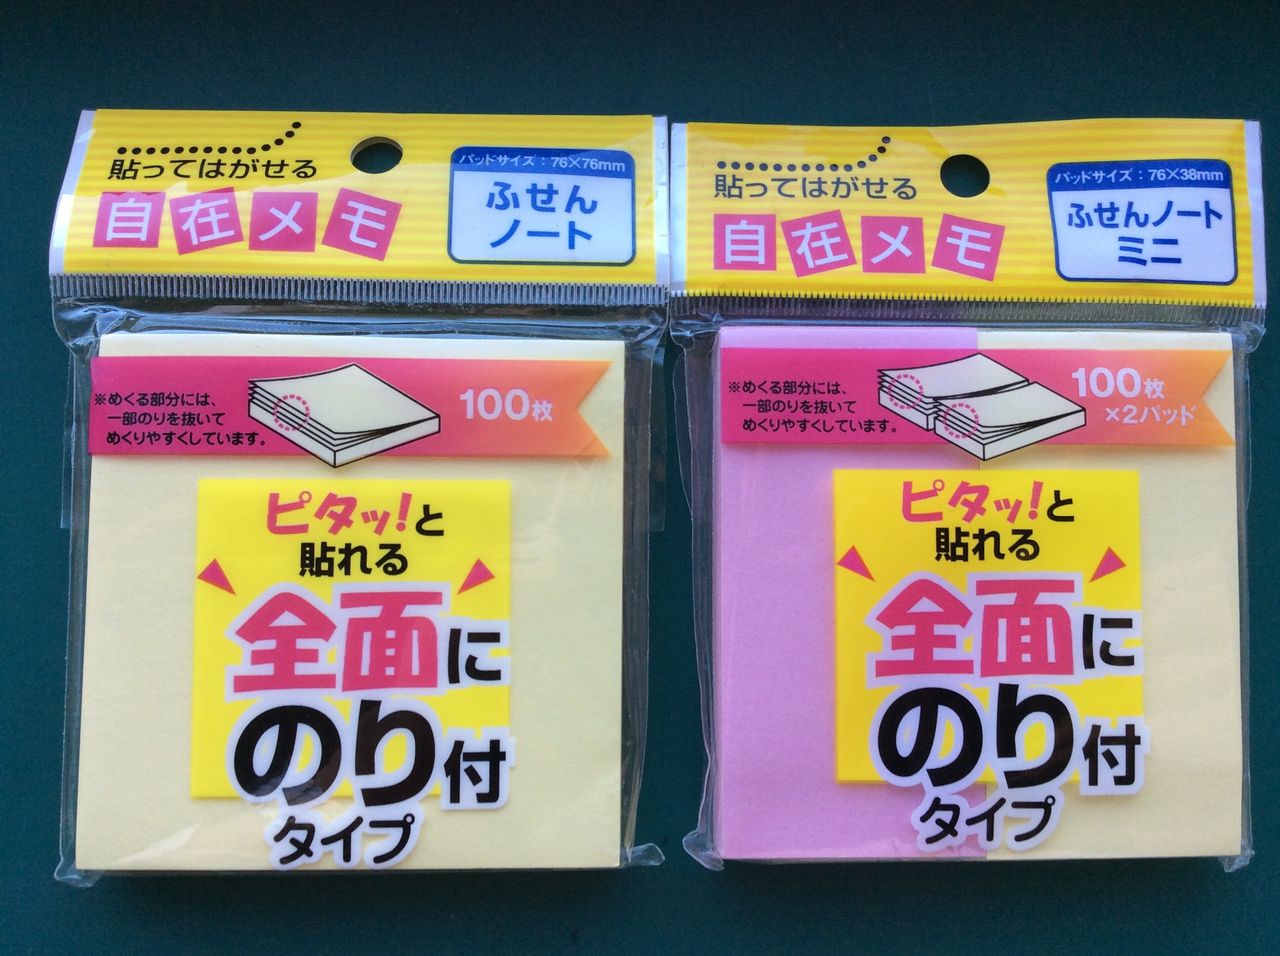 貼ってはがせる
自在メモ
パッドサイズ：76×76mm
ふせん
ノート
※めくる部分には、
一部のりを抜いて
めくりやすくしています。
100枚
ピタッ!と
貼れる
全面に
のり付
タイプ
貼ってはがせる
自在メモ
パッドサイズ：76×38mm
ふせんノート
ミニ
※めくる部分には、
一部のりを抜いて
めくりやすくしています。
100枚
×2パッド
ピタッ!と
貼れる
全面に
のり付
タイプ